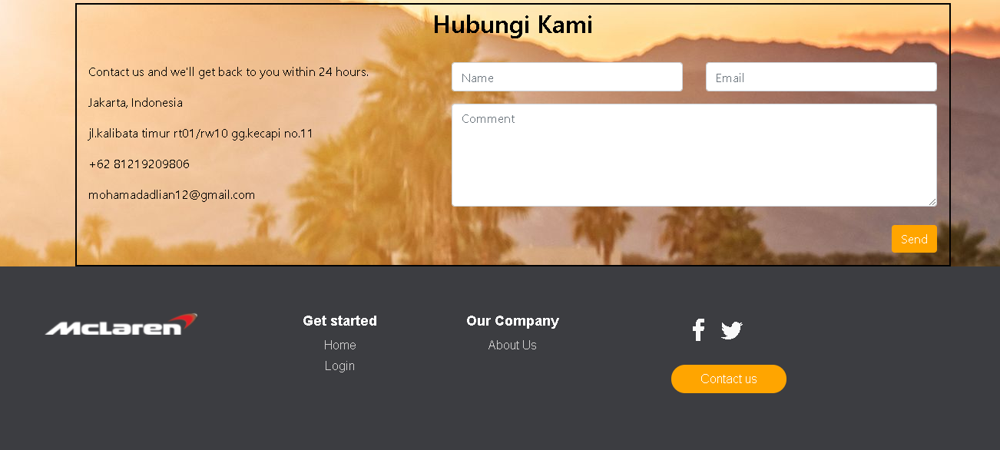 Hubungi Kami
Contact us and we'll get back to you within 24 hours.
Jakarta, Indonesia
jl.kalibata timur rt01/rw10 gg.kecapi no.11
+62 81219209806
mohamadadlian12@gmail.com
Name
Email
Comment
Send
McLaren
Get started
Home
Login
Our Company
About Us
Contact us